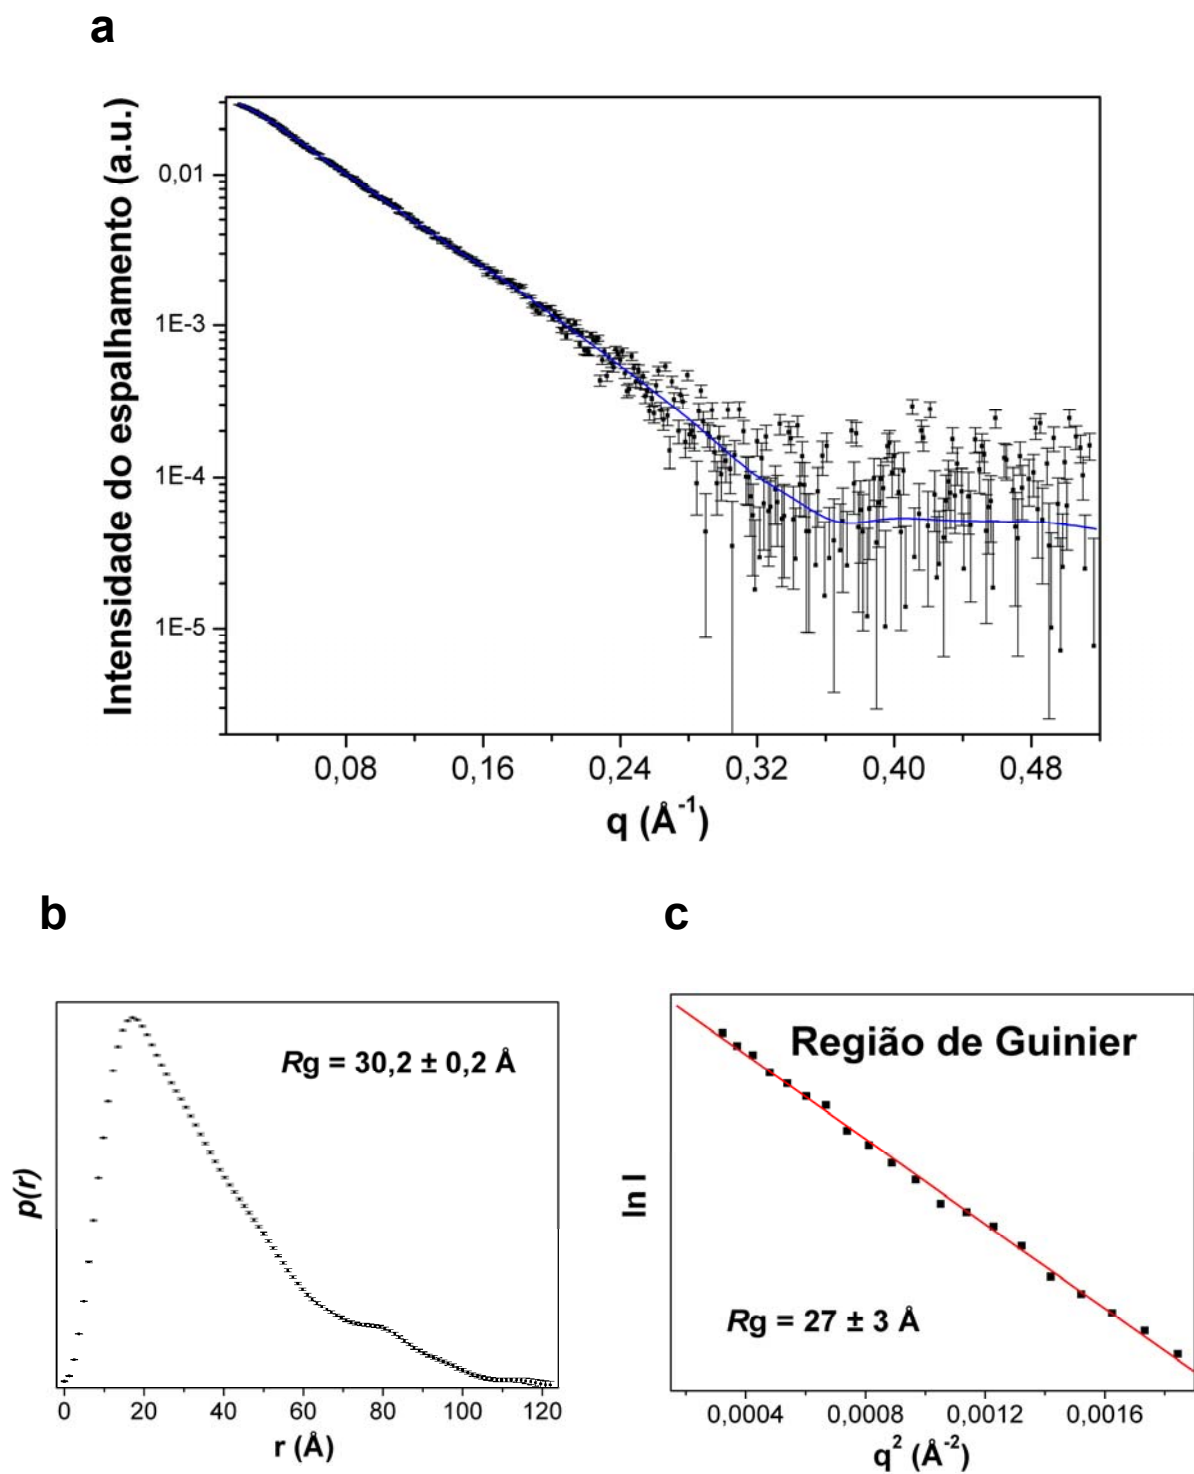 a
Intensidade do espalhamento (a.u.)
0,01
1E-3
1E-4
1E-5
0,08 0,16 0,24 0,32 0,40 0,48
q (Å⁻¹)
b
c
Rg = 30,2 ± 0,2 Å
p(r)
0 20 40 60 80 100 120
r (Å)
Região de Guinier
ln I
Rg = 27 ± 3 Å
0,0004 0,0008 0,0012 0,0016
q² (Å⁻²)